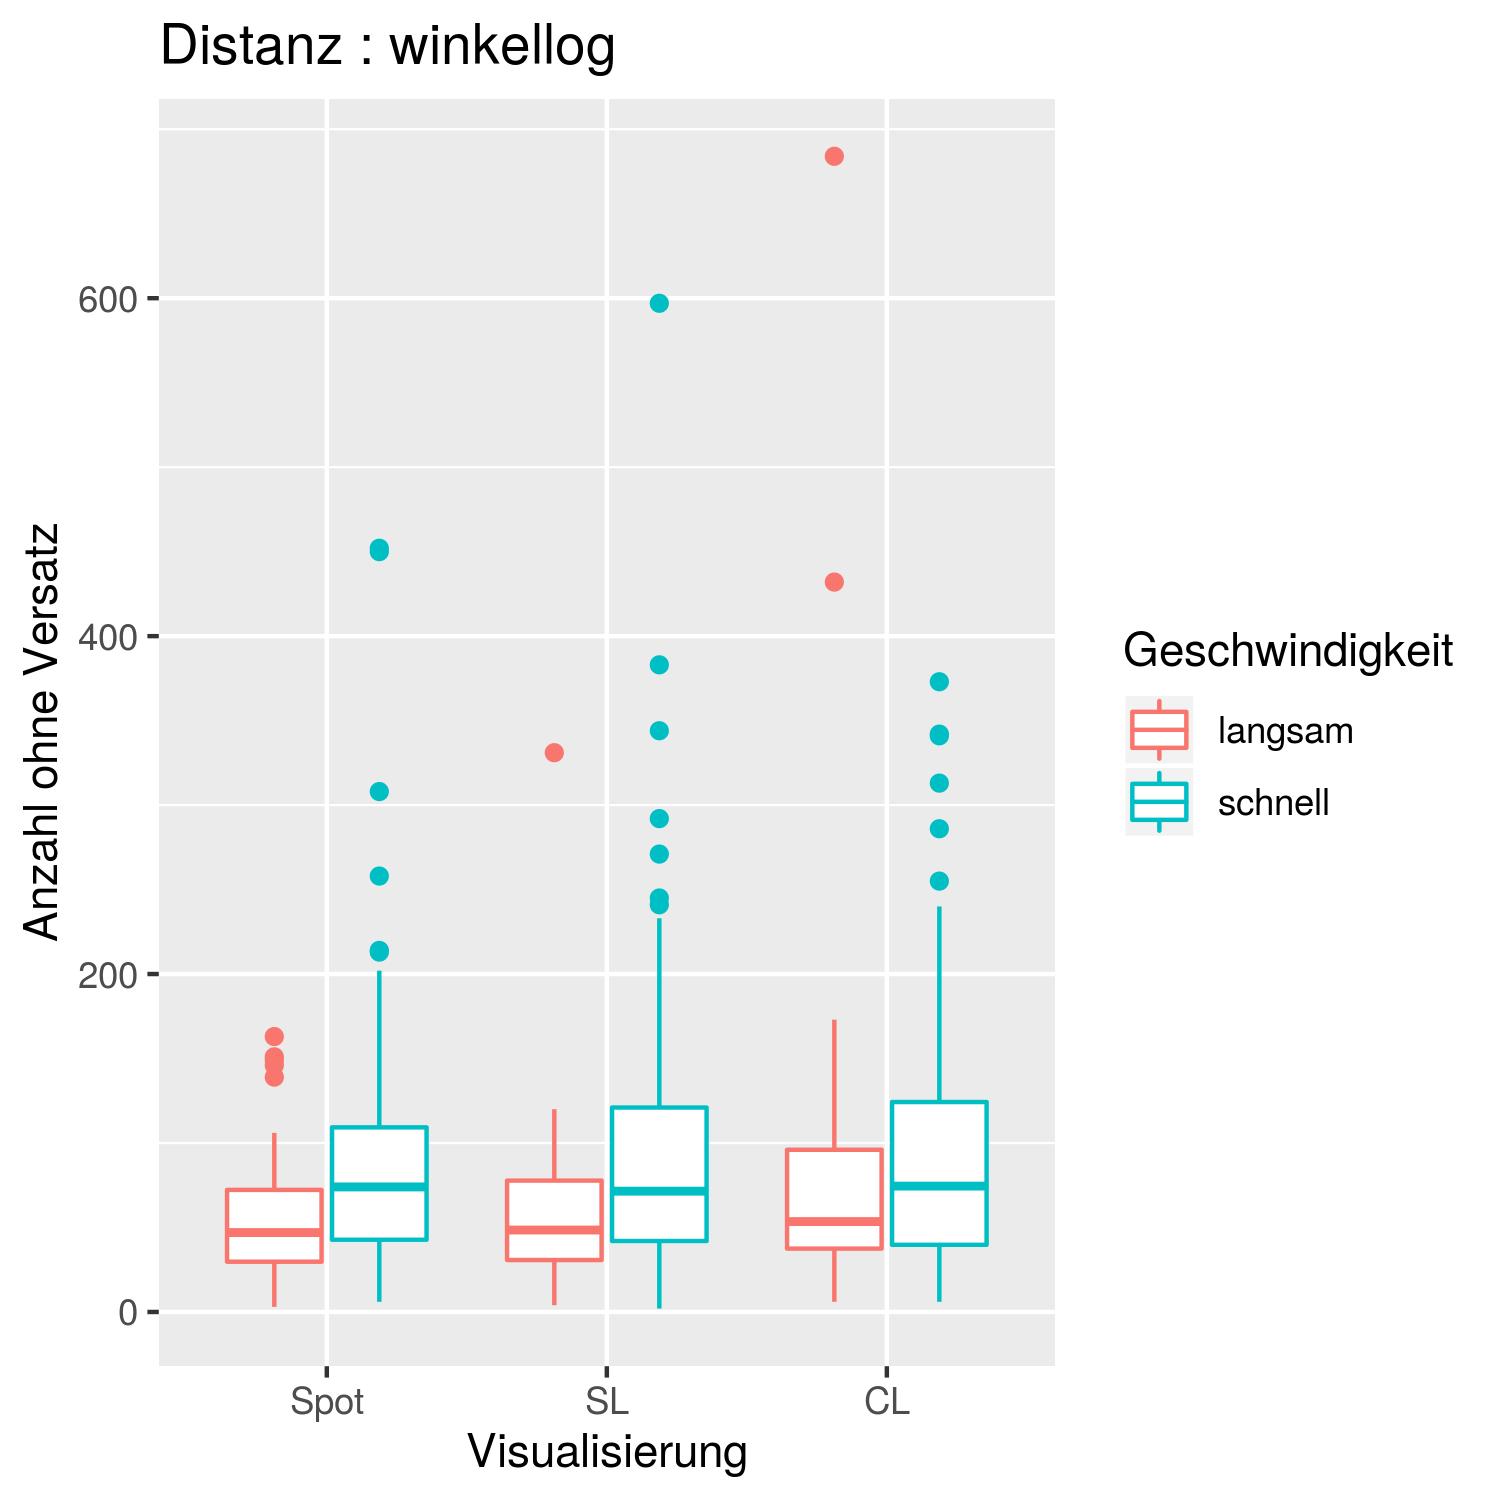 Distanz : winkellog
600
400
200
0
Anzahl ohne Versatz
Spot
SL
CL
Visualisierung
Geschwindigkeit
langsam
schnell